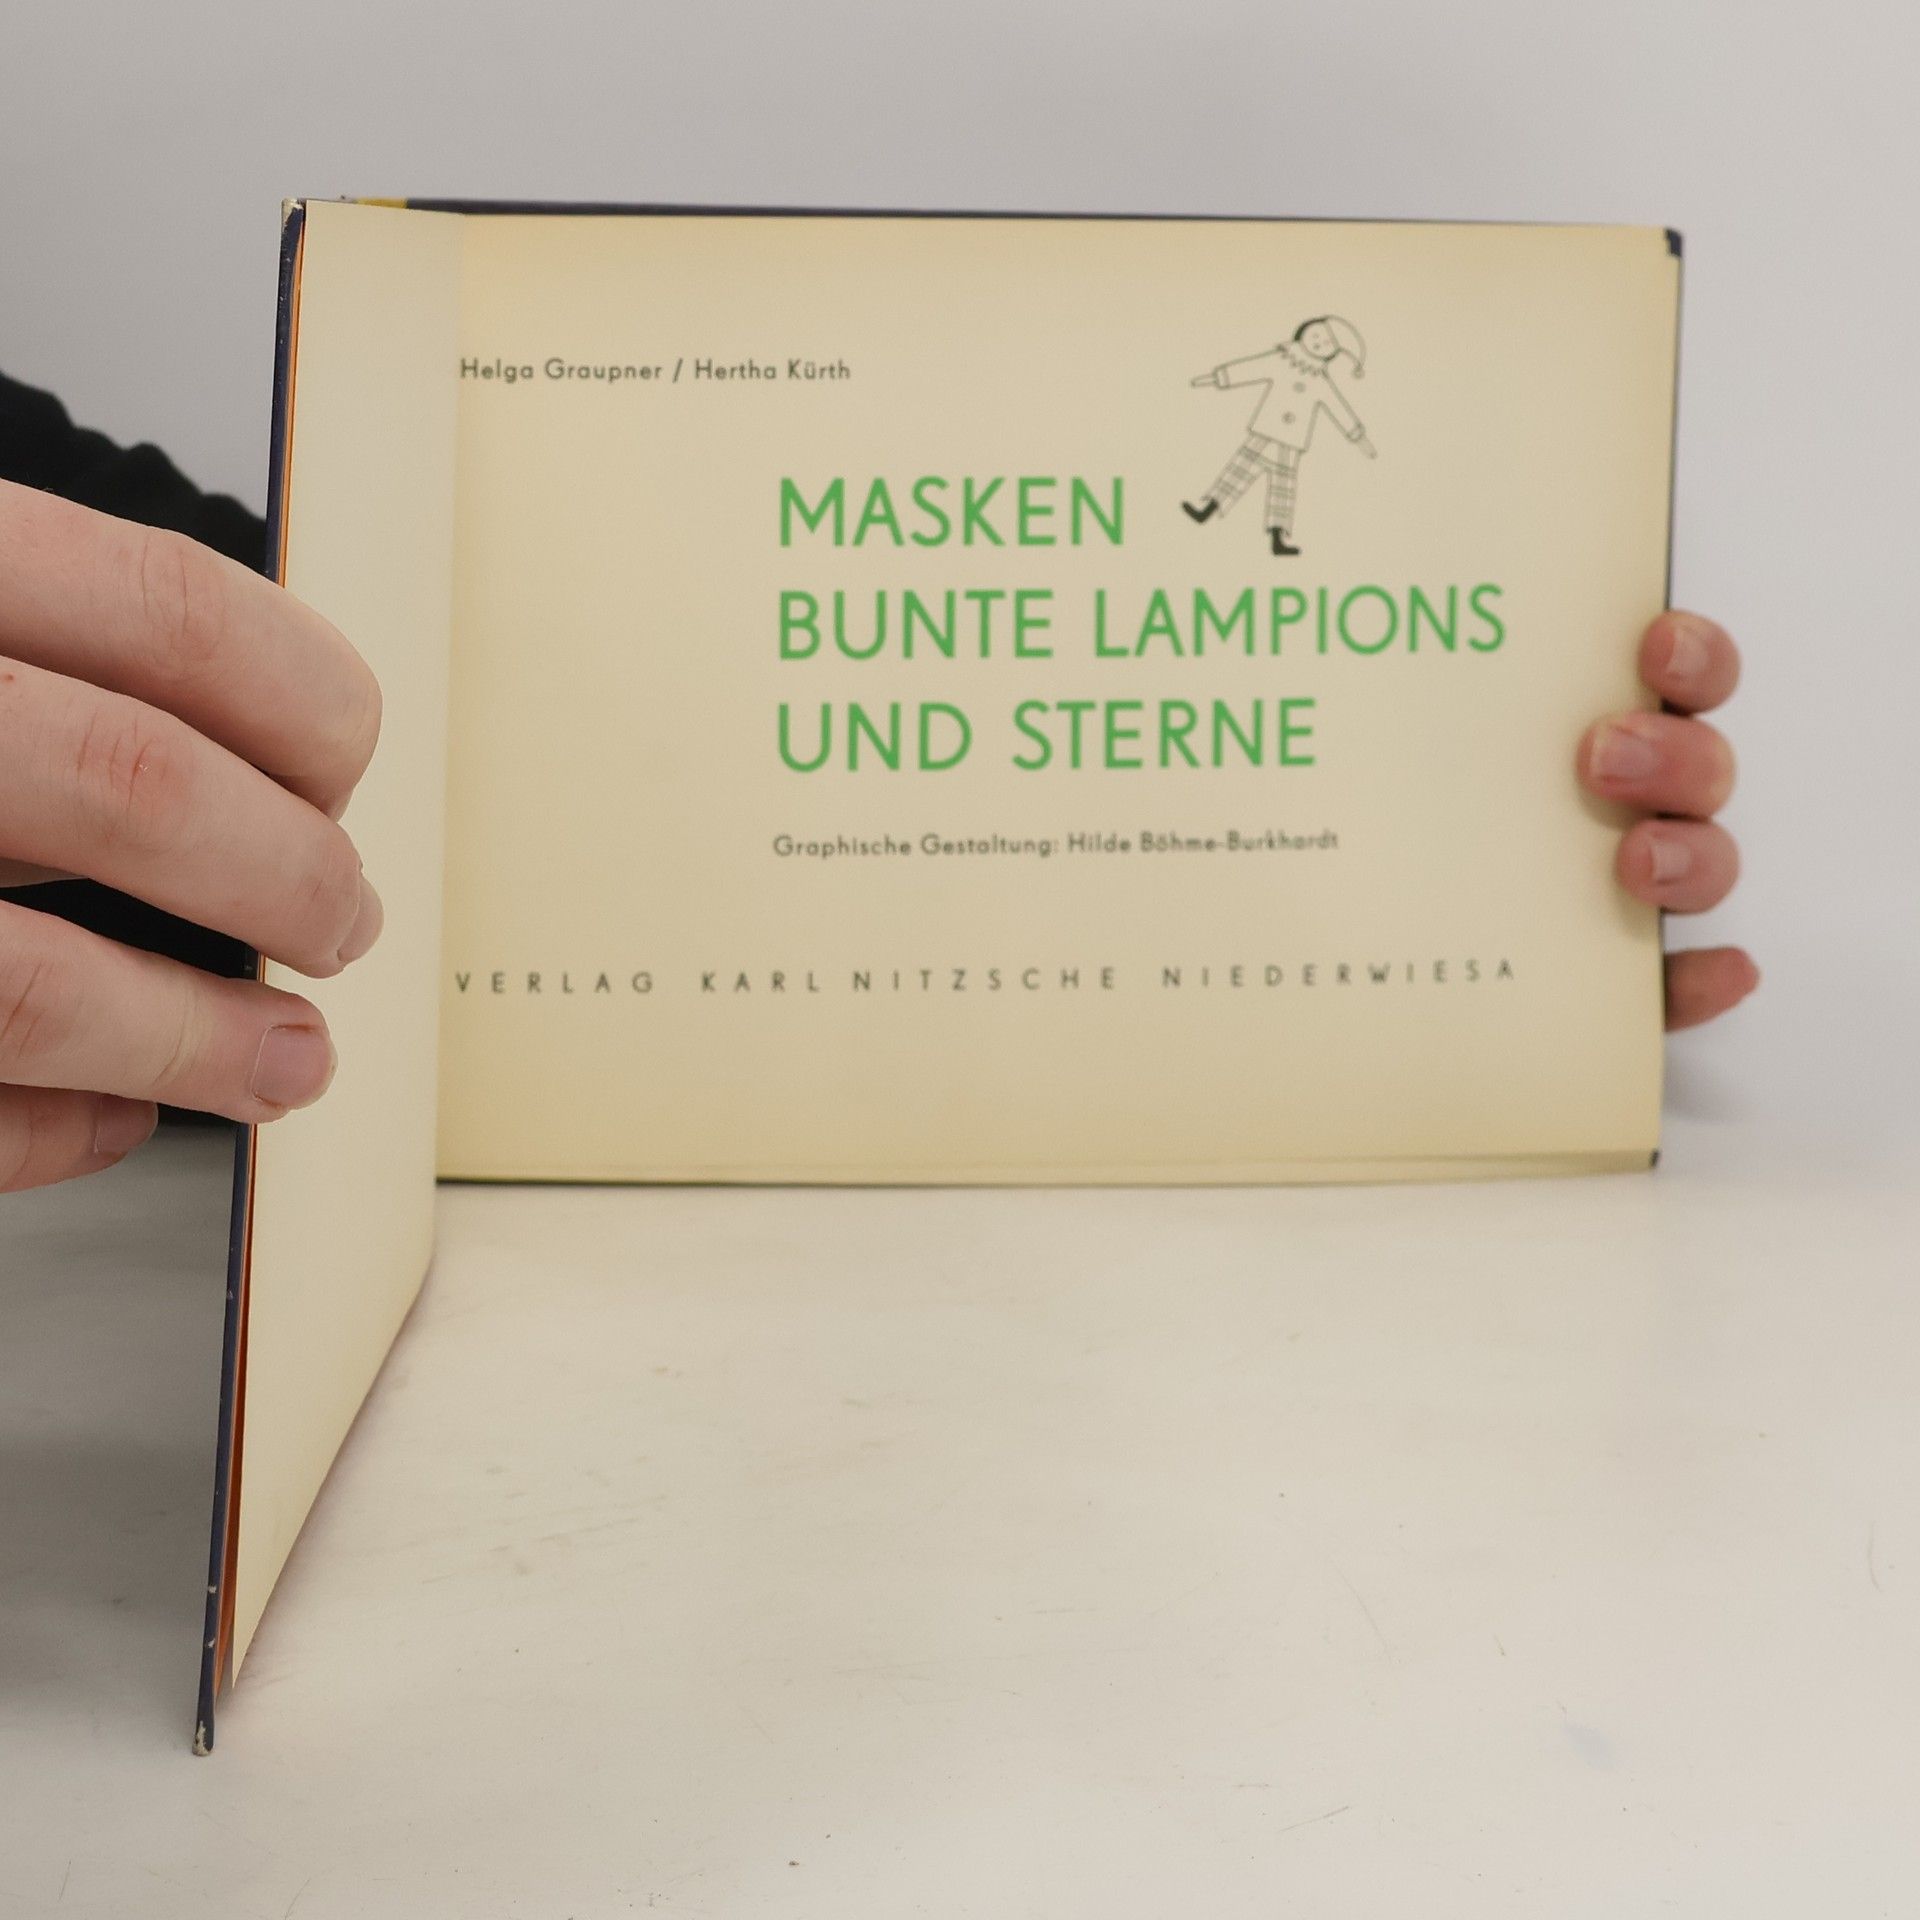 Helga Graupner / Hertha Kürth
MASKEN
BUNTE LAMPIONS
UND STERNE
Graphische Gestaltung: Hilde Böhme-Burkhardt
VERLAG KARL NITZSCHE NIEDERWIESA